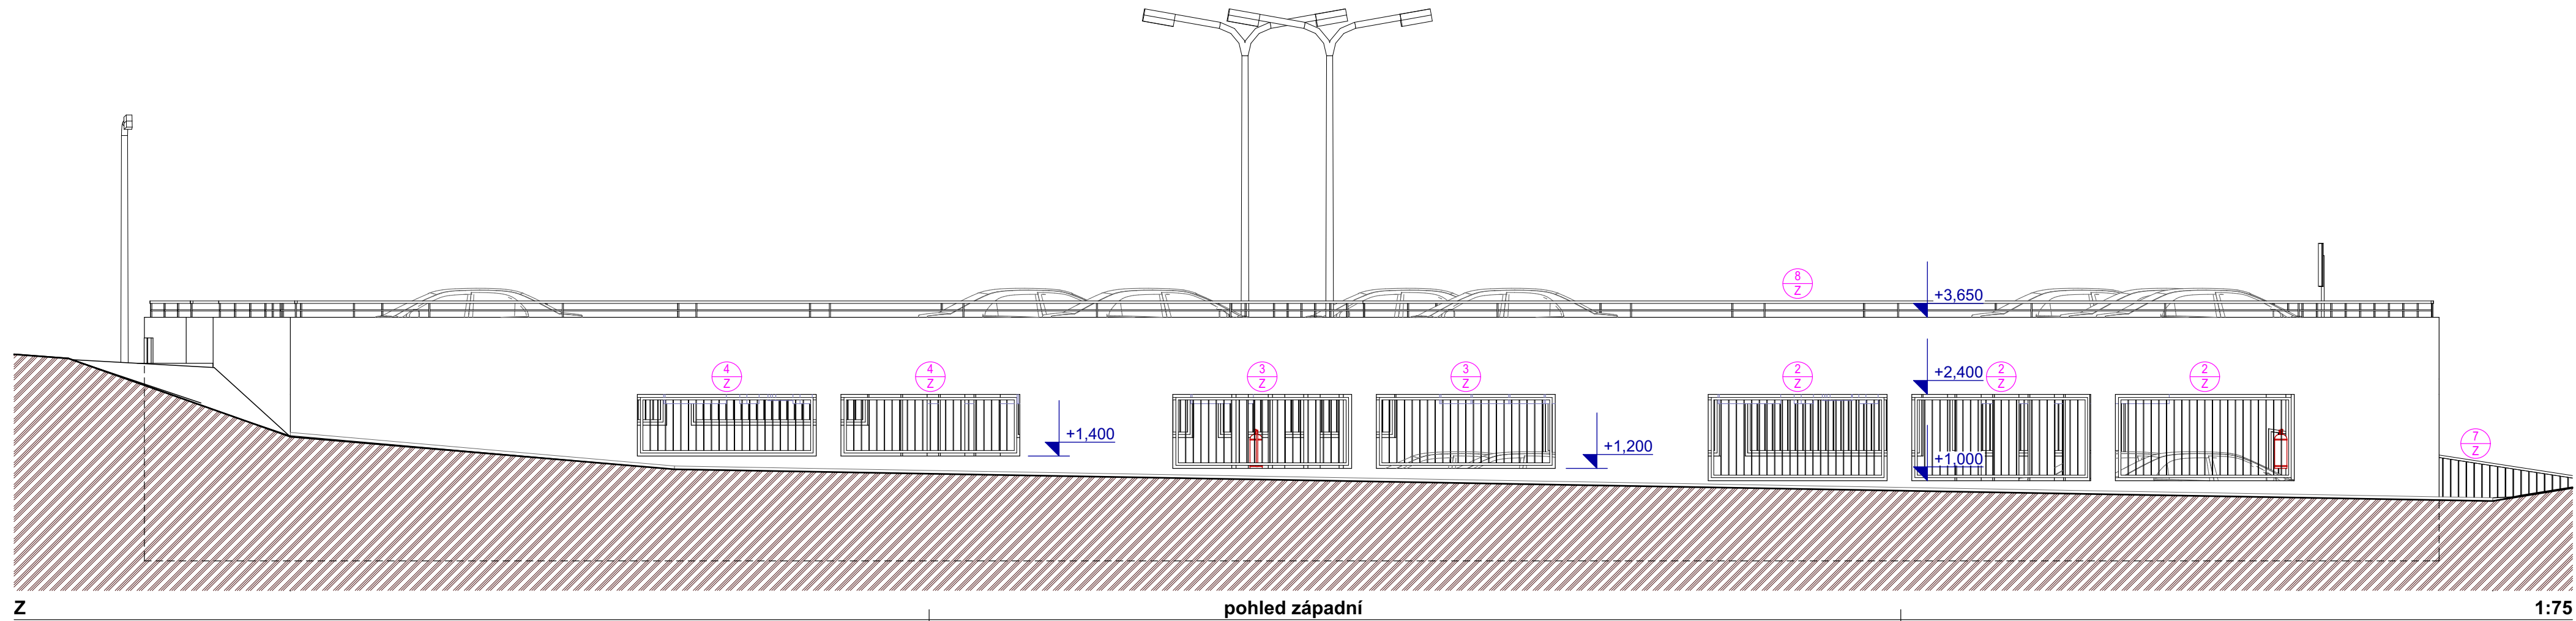 8
Z
+3,650
4
Z
4
Z
3
Z
3
Z
2
Z
+2,400
2
Z
2
Z
+1,400
+1,200
+1,000
7
Z
Z pohled západní 1:75